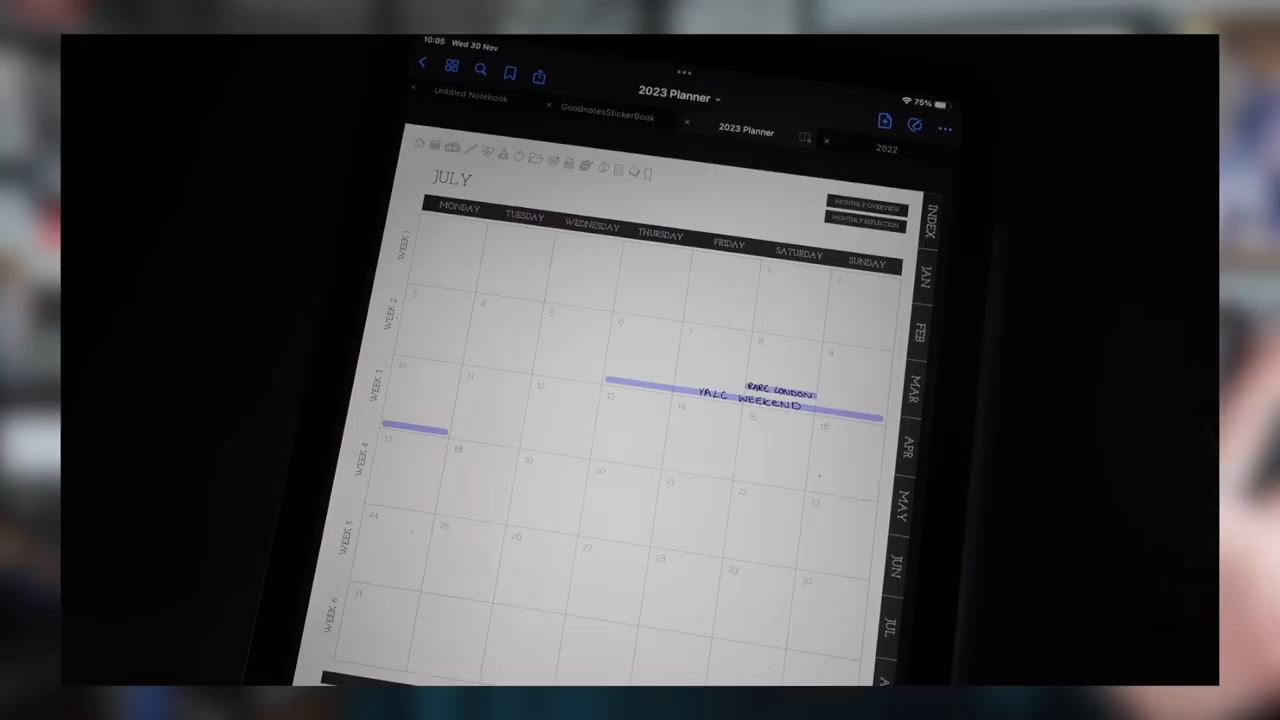 10:05 Wed 30 Nov
75%
2023 Planner
Untitled Notebook
GoodnotesStickerBook
2023 Planner
2022
JULY
MONTHLY OVERVIEW
MONTHLY REFLECTION
INDEX
MONDAY TUESDAY WEDNESDAY THURSDAY FRIDAY SATURDAY SUNDAY
WEEK 1
1 2
WEEK 2
3 4 5 6 7 8 9
RARE LONDON
YALC WEEKEND
WEEK 3
10 11 12 13 14 15 16
WEEK 4
17 18 19 20 21 22 23
WEEK 5
24 25 26 27 28 29 30
WEEK 6
31
JAN
FEB
MAR
APR
MAY
JUN
JUL
A